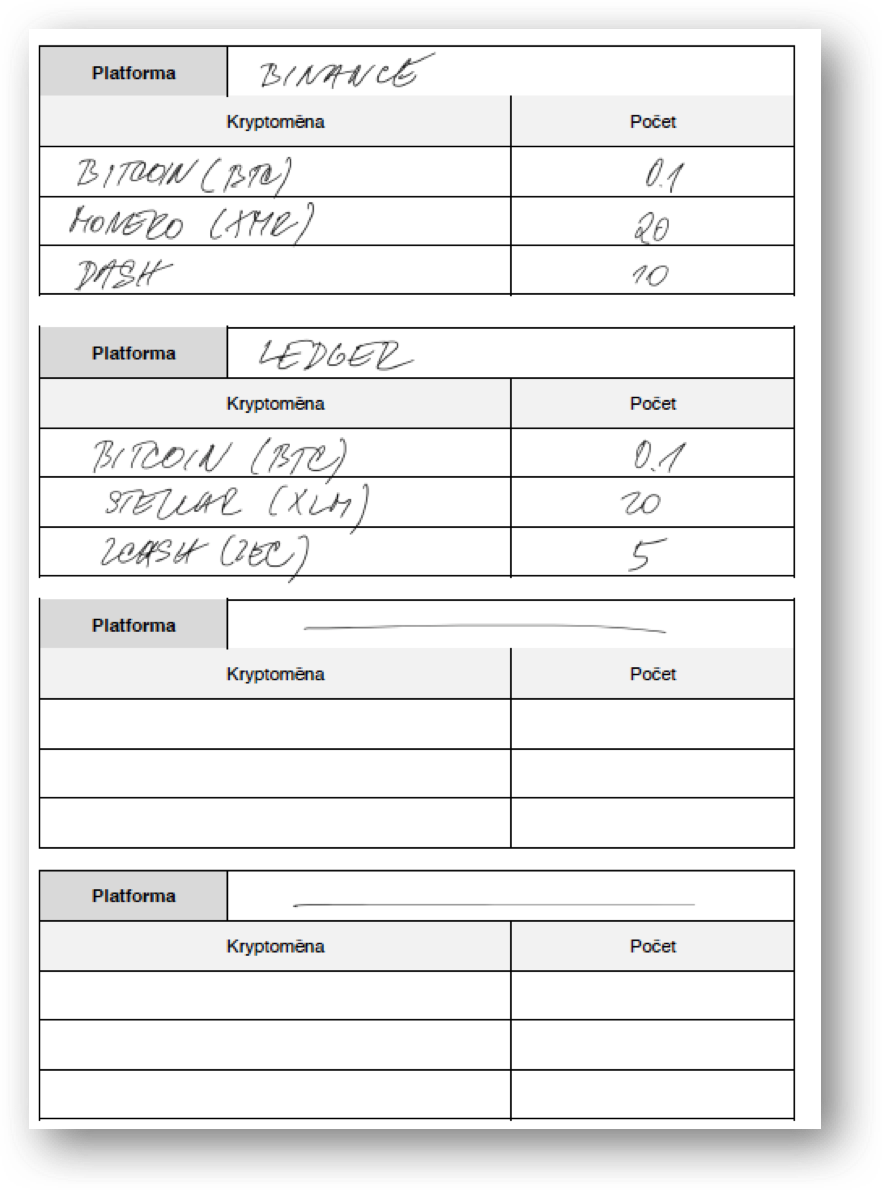 Platforma BINANCE
Kryptoměna Počet
BITCOIN (BTC) 0.1
MONERO (XMR) 20
DASH 10
Platforma LEDGER
Kryptoměna Počet
BITCOIN (BTC) 0.1
STELLAR (XLM) 20
ZCASH (ZEC) 5
Platforma
Kryptoměna Počet
Platforma
Kryptoměna Počet